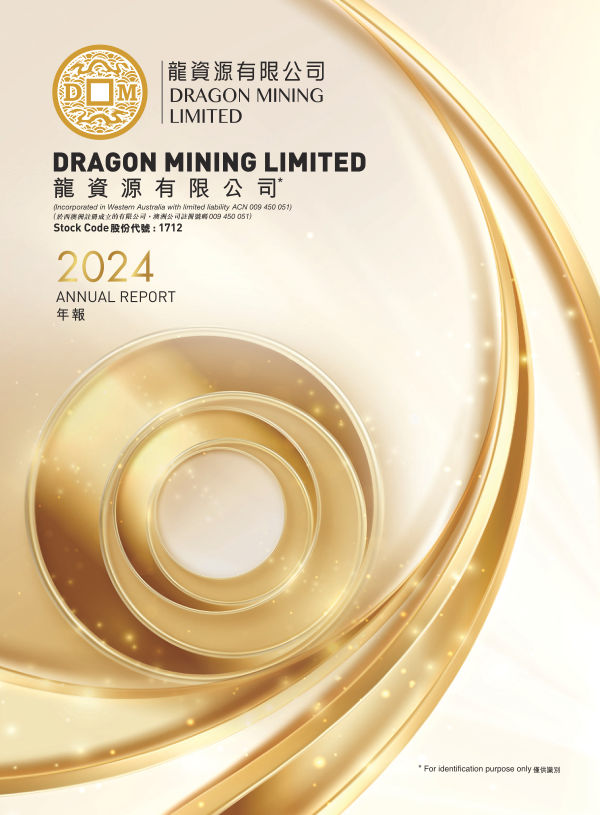 D M
龍資源有限公司
DRAGON MINING
LIMITED
DRAGON MINING LIMITED
龍資源有限公司*
(Incorporated in Western Australia with limited liability ACN 009 450 051)
(於西澳洲註冊成立的有限公司，澳洲公司註冊號碼009 450 051)
Stock Code 股份代號 : 1712
2024
ANNUAL REPORT
年報
* For identification purpose only 僅供識別